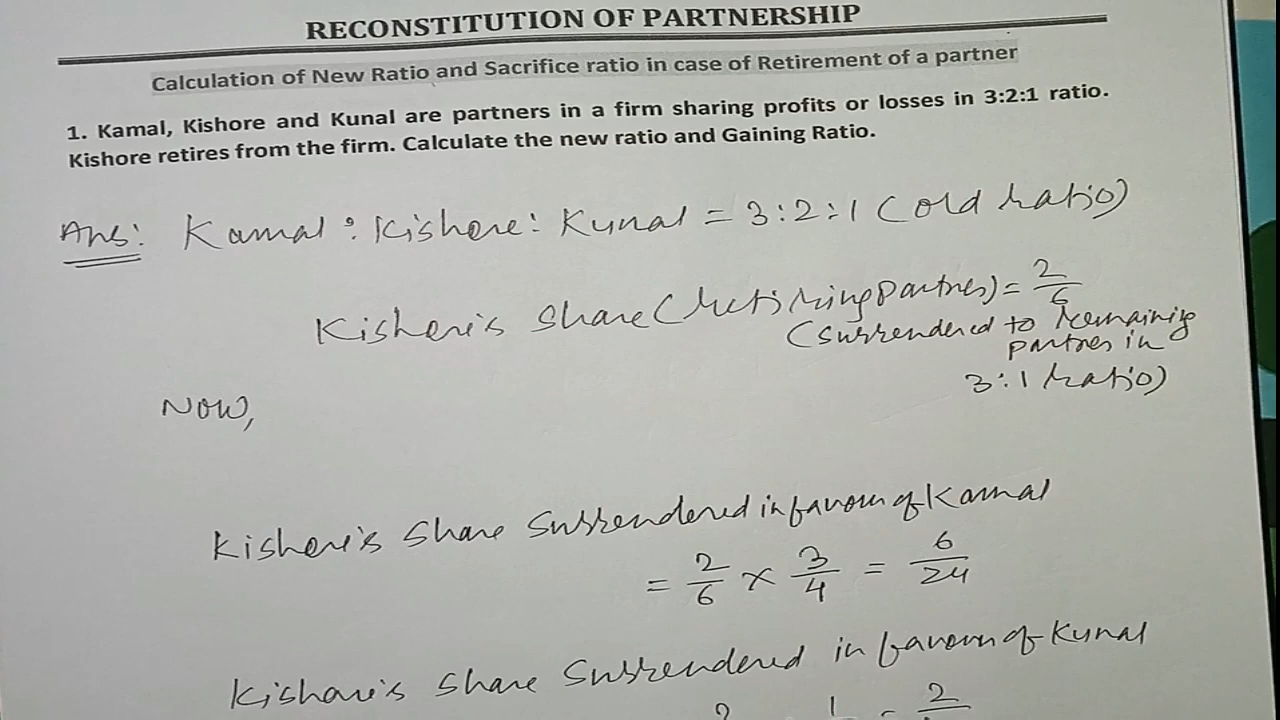 RECONSTITUTION OF PARTNERSHIP
Calculation of New Ratio and Sacrifice ratio in case of Retirement of a partner
1. Kamal, Kishore and Kunal are partners in a firm sharing profits or losses in 3:2:1 ratio.
Kishore retires from the firm. Calculate the new ratio and Gaining Ratio.
Ans: Kamal : Kishore : Kunal = 3:2:1 (old ratio)
Kishore's Share (Retiring partner) = 2/6
(surrendered to remaining
partner in
3:1 ratio)
Now,
Kishore's share surrendered in favour of Kamal
= 2/6 × 3/4 = 6/24
Kishore's share surrendered in favour of Kunal
2 1 = 2